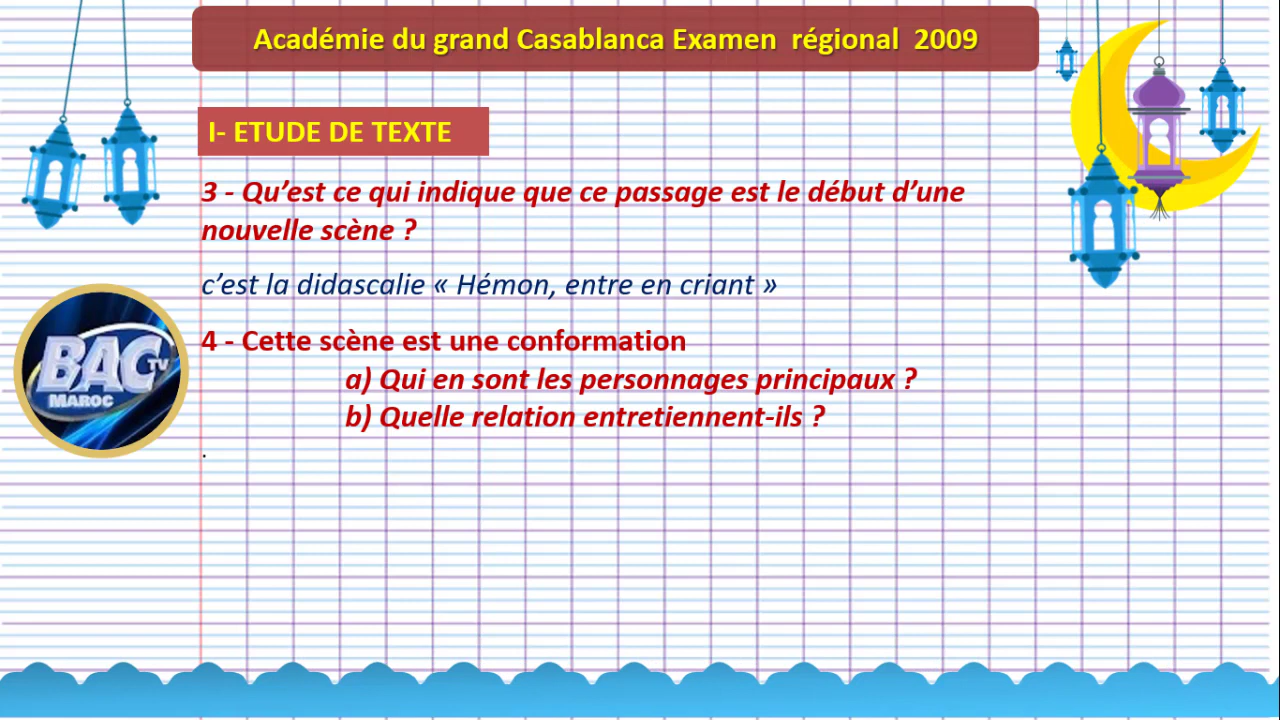 Académie du grand Casablanca Examen régional 2009
I- ETUDE DE TEXTE
3 - Qu’est ce qui indique que ce passage est le début d’une
nouvelle scène ?
c’est la didascalie « Hémon, entre en criant »
4 - Cette scène est une conformation
a) Qui en sont les personnages principaux ?
b) Quelle relation entretiennent-ils ?
.
BAC TV
MAROC